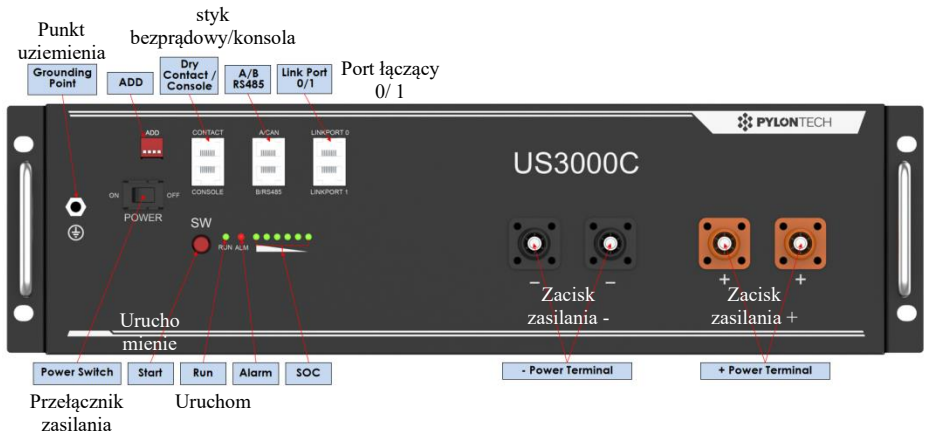 Punkt
uziemienia
styk
bezprądowy/konsola
Port łączący
0/ 1
Grounding
Point
ADD
Dry
Contact /
Console
A/B
RS485
Link Port
0/1
PYLONTECH
ADD
CONTACT
A/CAN
LINKPORT 0
US3000C
ON
OFF
POWER
CONSOLE
B/RS485
LINKPORT 1
SW
RUN
ALM
−
−
+
+
Zacisk
zasilania -
Zacisk
zasilania +
Urucho
mienie
Power Switch
Start
Run
Alarm
SOC
- Power Terminal
+ Power Terminal
Przełącznik
zasilania
Uruchom